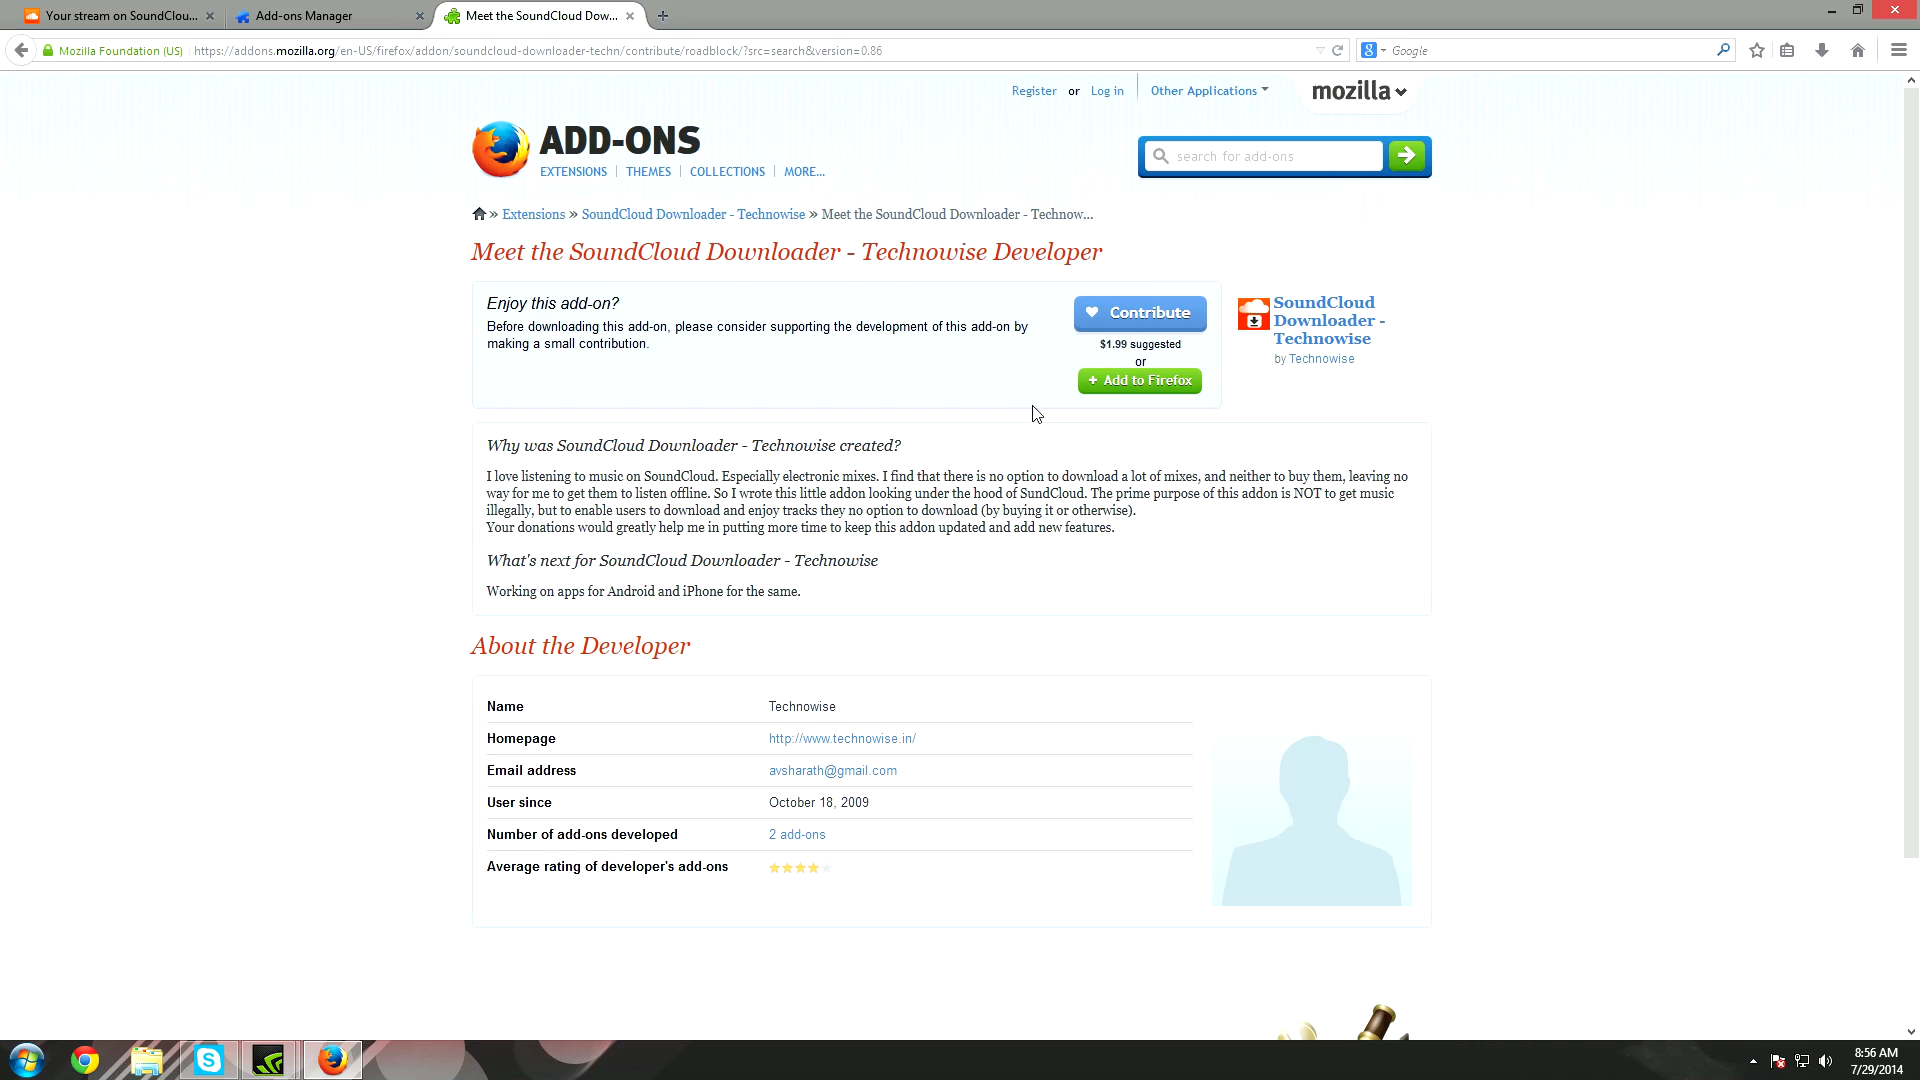 Your stream on SoundClou...
Add-ons Manager
Meet the SoundCloud Dow...
Mozilla Foundation (US)
https://addons.mozilla.org/en-US/firefox/addon/soundcloud-downloader-techn/contribute/roadblock/?src=search&version=0.86
Google
Register or Log in
Other Applications
mozilla
ADD-ONS
EXTENSIONS
THEMES
COLLECTIONS
MORE...
search for add-ons
» Extensions » SoundCloud Downloader - Technowise » Meet the SoundCloud Downloader - Technow...
Meet the SoundCloud Downloader - Technowise Developer
Enjoy this add-on?
Before downloading this add-on, please consider supporting the development of this add-on by
making a small contribution.
Contribute
$1.99 suggested
or
+ Add to Firefox
SoundCloud
Downloader -
Technowise
by Technowise
Why was SoundCloud Downloader - Technowise created?
I love listening to music on SoundCloud. Especially electronic mixes. I find that there is no option to download a lot of mixes, and neither to buy them, leaving no
way for me to get them to listen offline. So I wrote this little addon looking under the hood of SundCloud. The prime purpose of this addon is NOT to get music
illegally, but to enable users to download and enjoy tracks they no option to download (by buying it or otherwise).
Your donations would greatly help me in putting more time to keep this addon updated and add new features.
What's next for SoundCloud Downloader - Technowise
Working on apps for Android and iPhone for the same.
About the Developer
Name Technowise
Homepage http://www.technowise.in/
Email address avsharath@gmail.com
User since October 18, 2009
Number of add-ons developed 2 add-ons
Average rating of developer's add-ons
8:56 AM
7/29/2014